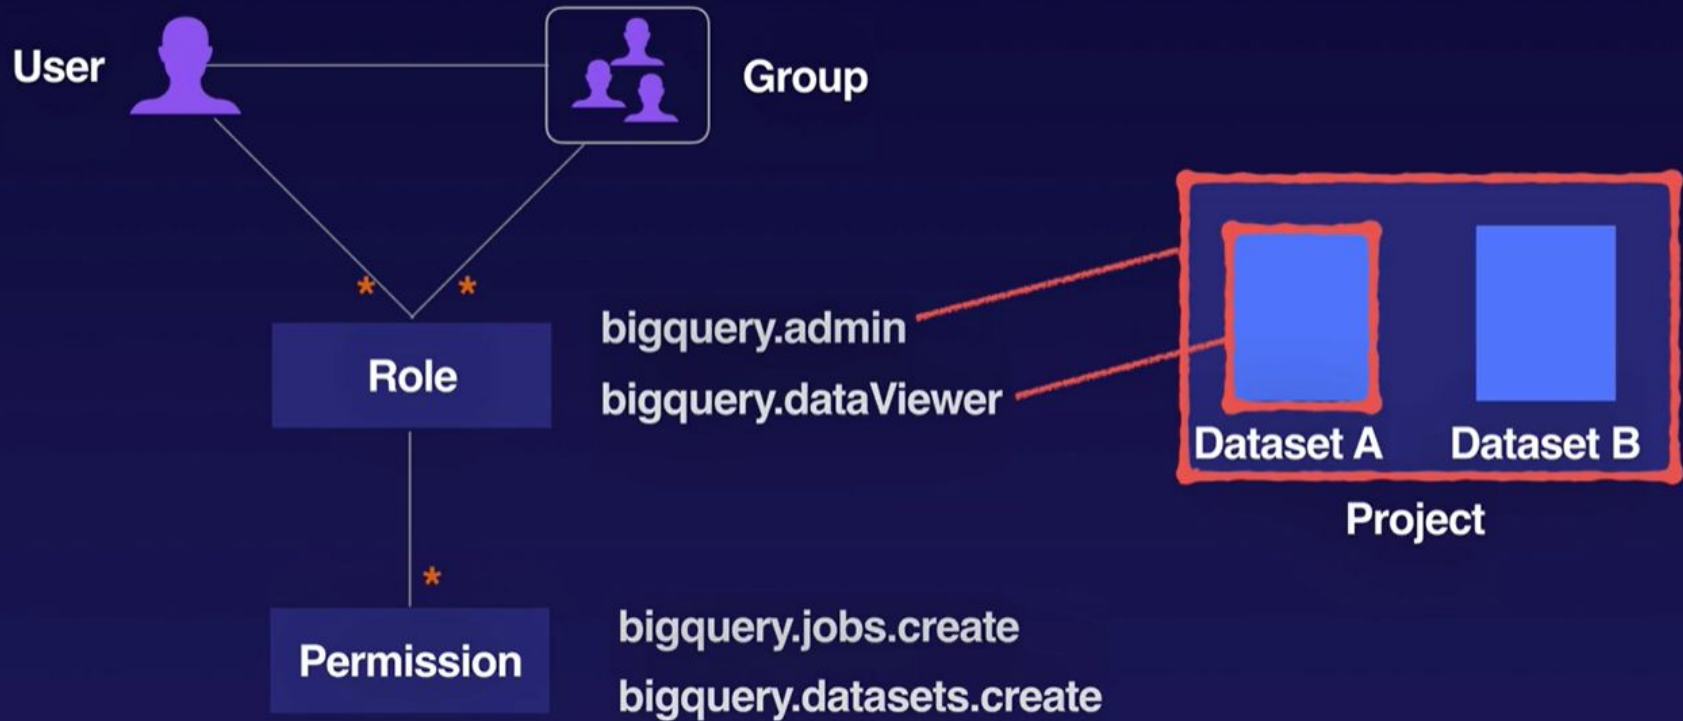 User
Group
*
*
Role
bigquery.admin
bigquery.dataViewer
Dataset A
Dataset B
Project
*
Permission
bigquery.jobs.create
bigquery.datasets.create